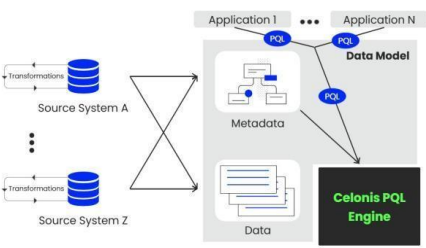 Application 1
Application N
PQL
PQL
Data Model
Transformations
PQL
Source System A
Metadata
Transformations
Celonis PQL
Engine
Source System Z
Data